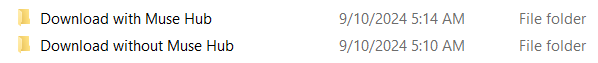 Download with Muse Hub 9/10/2024 5:14 AM File folder
Download without Muse Hub 9/10/2024 5:10 AM File folder